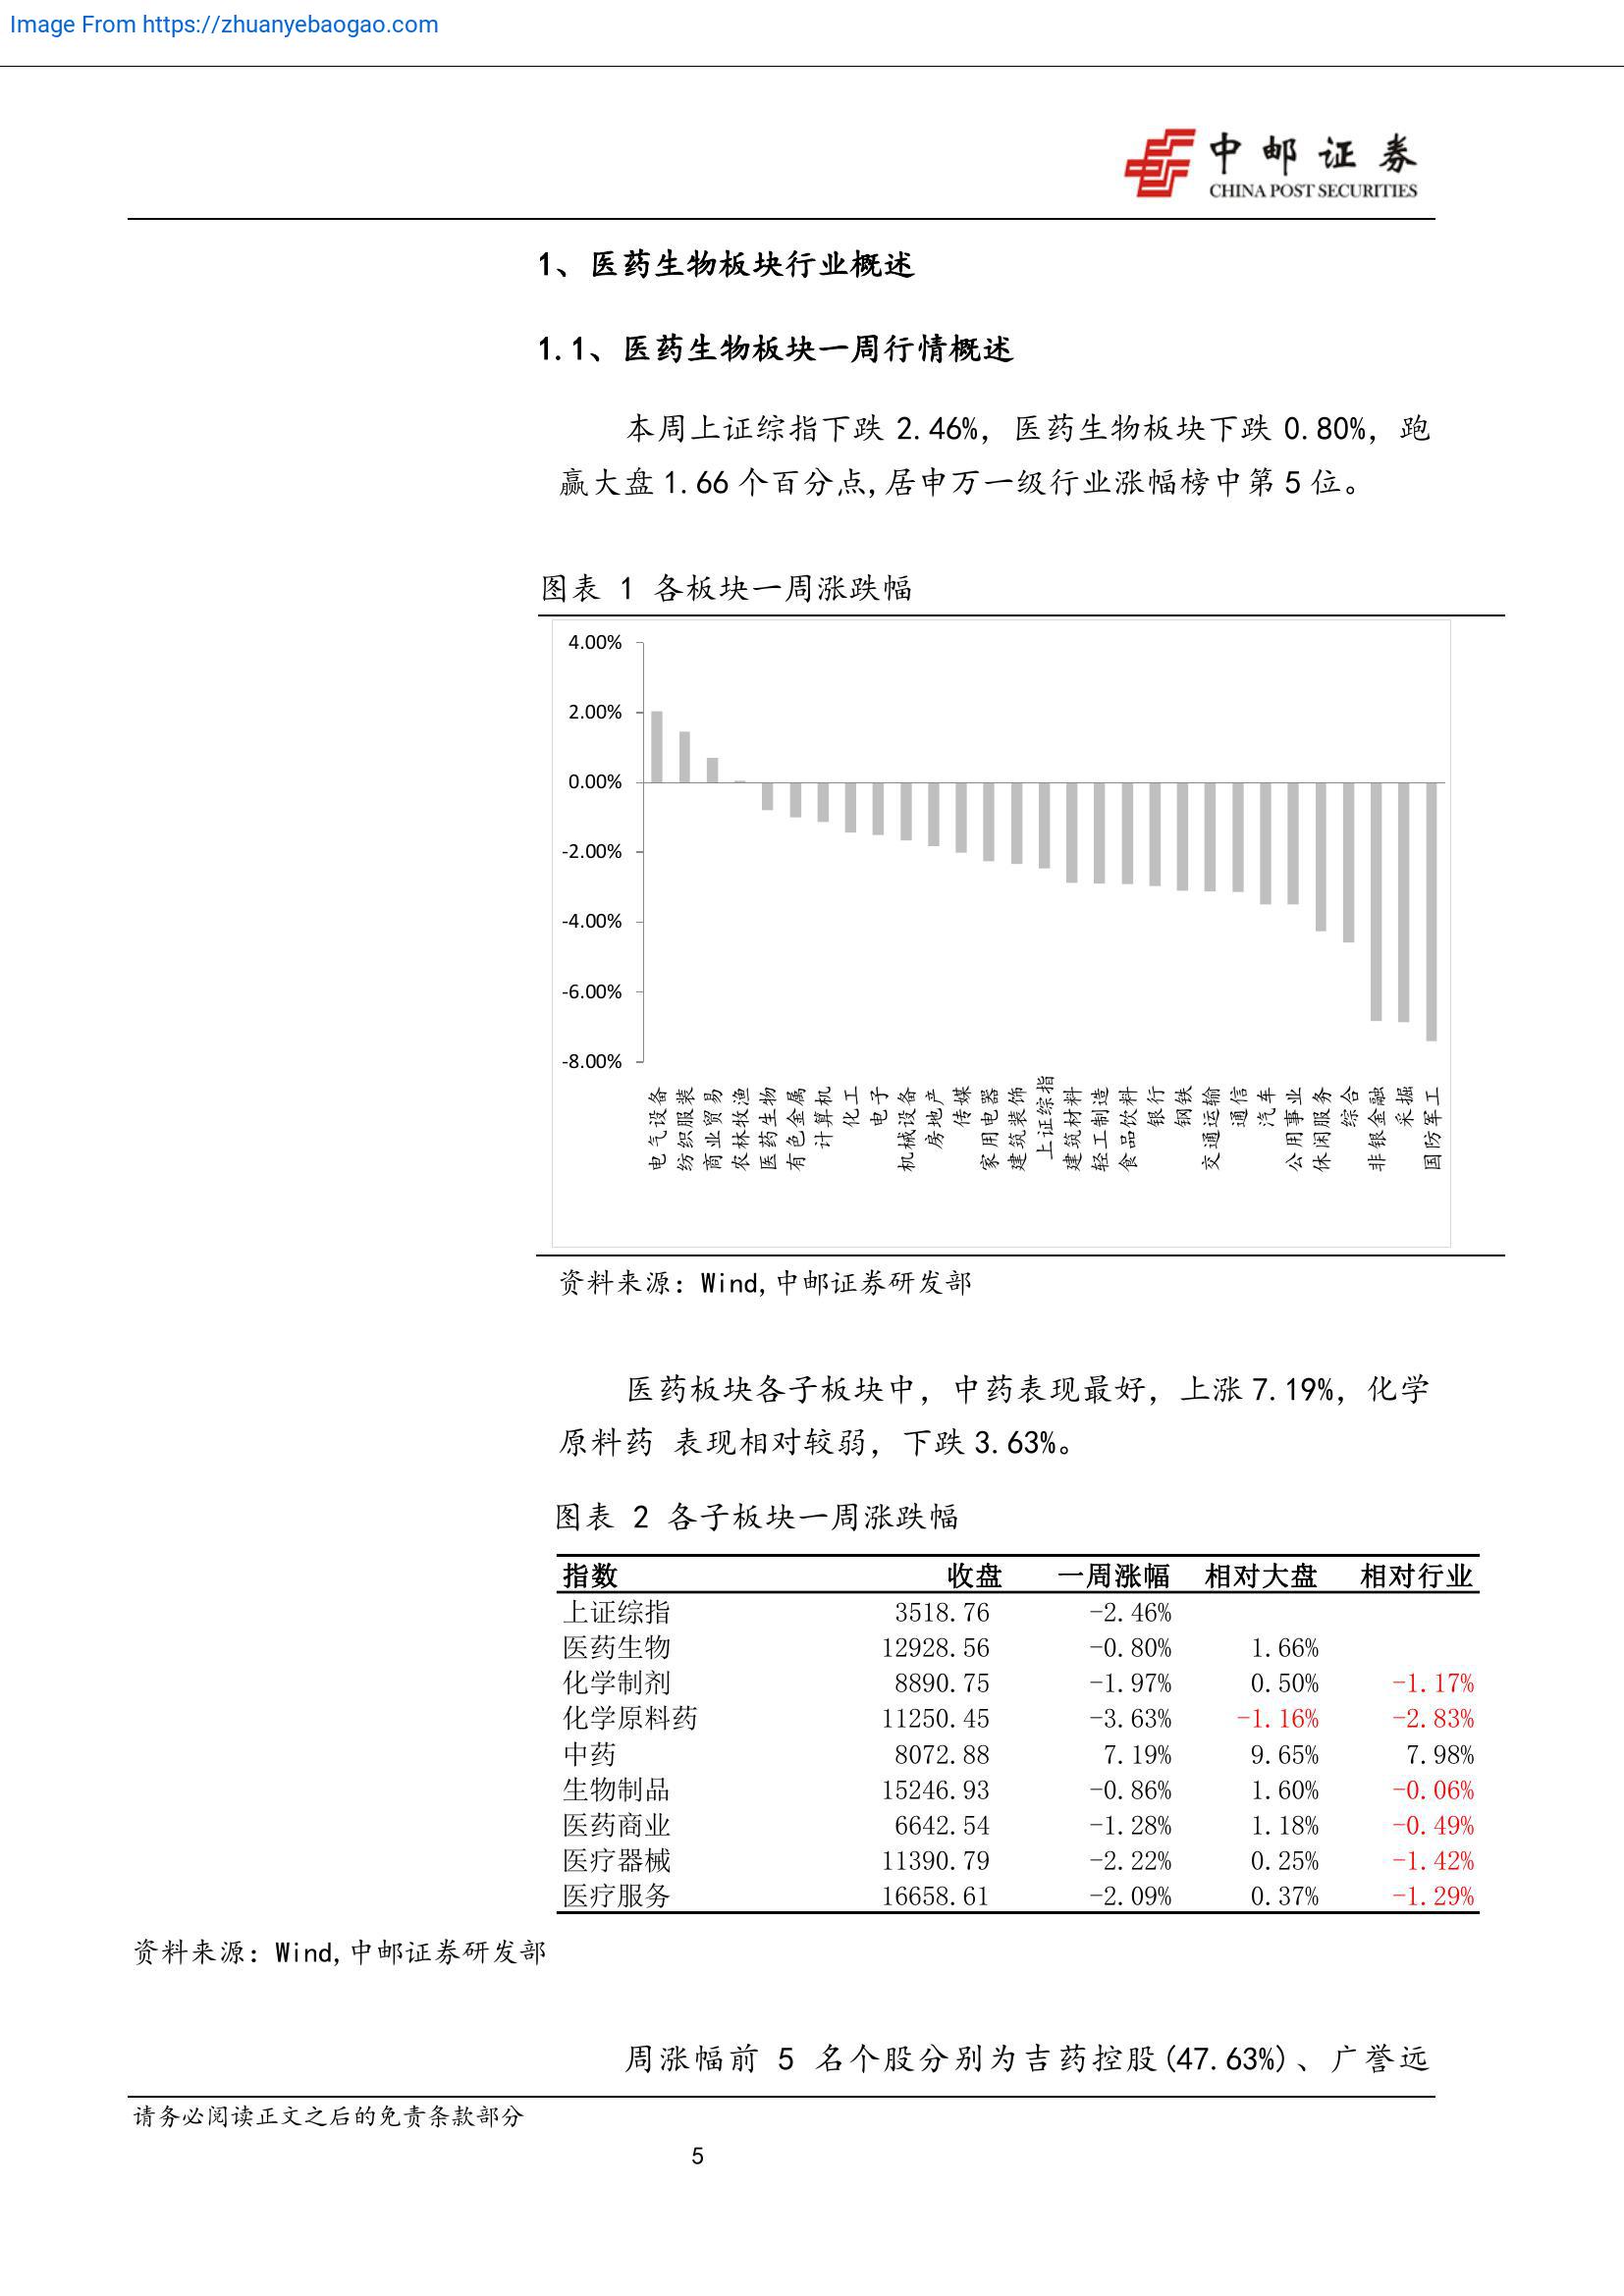 Image From https://zhuanyebaogao.com
中邮证券
CHINA POST SECURITIES
1、医药生物板块行业概述
1.1、医药生物板块一周行情概述
本周上证综指下跌 2.46%，医药生物板块下跌 0.80%，跑
赢大盘 1.66 个百分点,居申万一级行业涨幅榜中第 5 位。
图表 1 各板块一周涨跌幅
4.00%
2.00%
0.00%
-2.00%
-4.00%
-6.00%
-8.00%
电气设备
纺织服装
商业贸易
农林牧渔
医药生物
有色金属
计算机
化工
电子
机械设备
房地产
传媒
家用电器
建筑装饰
上证综指
建筑材料
轻工制造
食品饮料
银行
钢铁
交通运输
通信
汽车
公用事业
休闲服务
综合
非银金融
采掘
国防军工
资料来源：Wind,中邮证券研发部
医药板块各子板块中，中药表现最好，上涨 7.19%，化学
原料药 表现相对较弱，下跌 3.63%。
图表 2 各子板块一周涨跌幅
指数 收盘 一周涨幅 相对大盘 相对行业
上证综指 3518.76 -2.46%
医药生物 12928.56 -0.80% 1.66%
化学制剂 8890.75 -1.97% 0.50% -1.17%
化学原料药 11250.45 -3.63% -1.16% -2.83%
中药 8072.88 7.19% 9.65% 7.98%
生物制品 15246.93 -0.86% 1.60% -0.06%
医药商业 6642.54 -1.28% 1.18% -0.49%
医疗器械 11390.79 -2.22% 0.25% -1.42%
医疗服务 16658.61 -2.09% 0.37% -1.29%
资料来源：Wind,中邮证券研发部
周涨幅前 5 名个股分别为吉药控股(47.63%)、广誉远
请务必阅读正文之后的免责条款部分
5